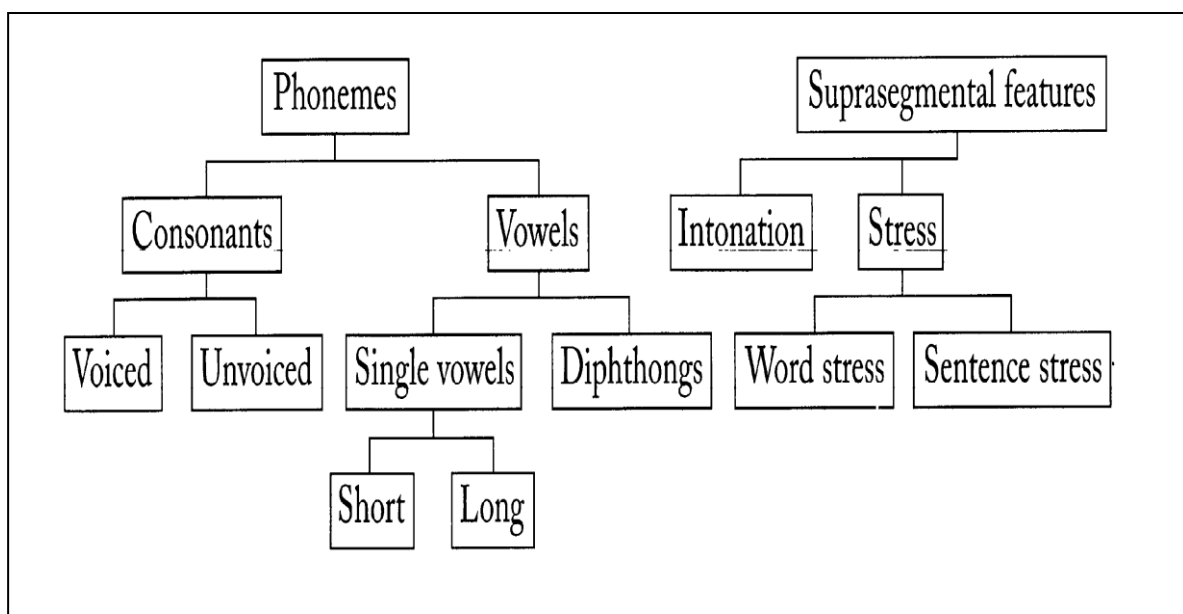 Phonemes
Suprasegmental features
Consonants
Vowels
Intonation
Stress
Voiced
Unvoiced
Single vowels
Diphthongs
Word stress
Sentence stress
Short
Long